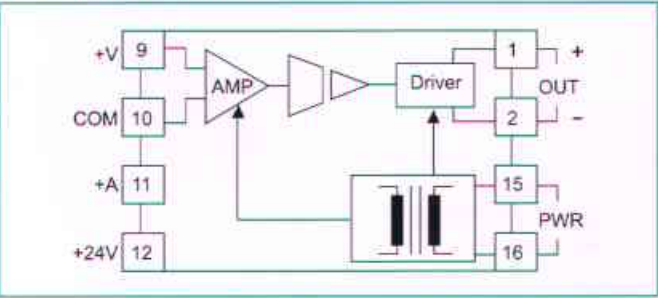 +V 9
COM 10
+A 11
+24V 12
AMP
Driver
1 +
OUT
2 −
15
PWR
16